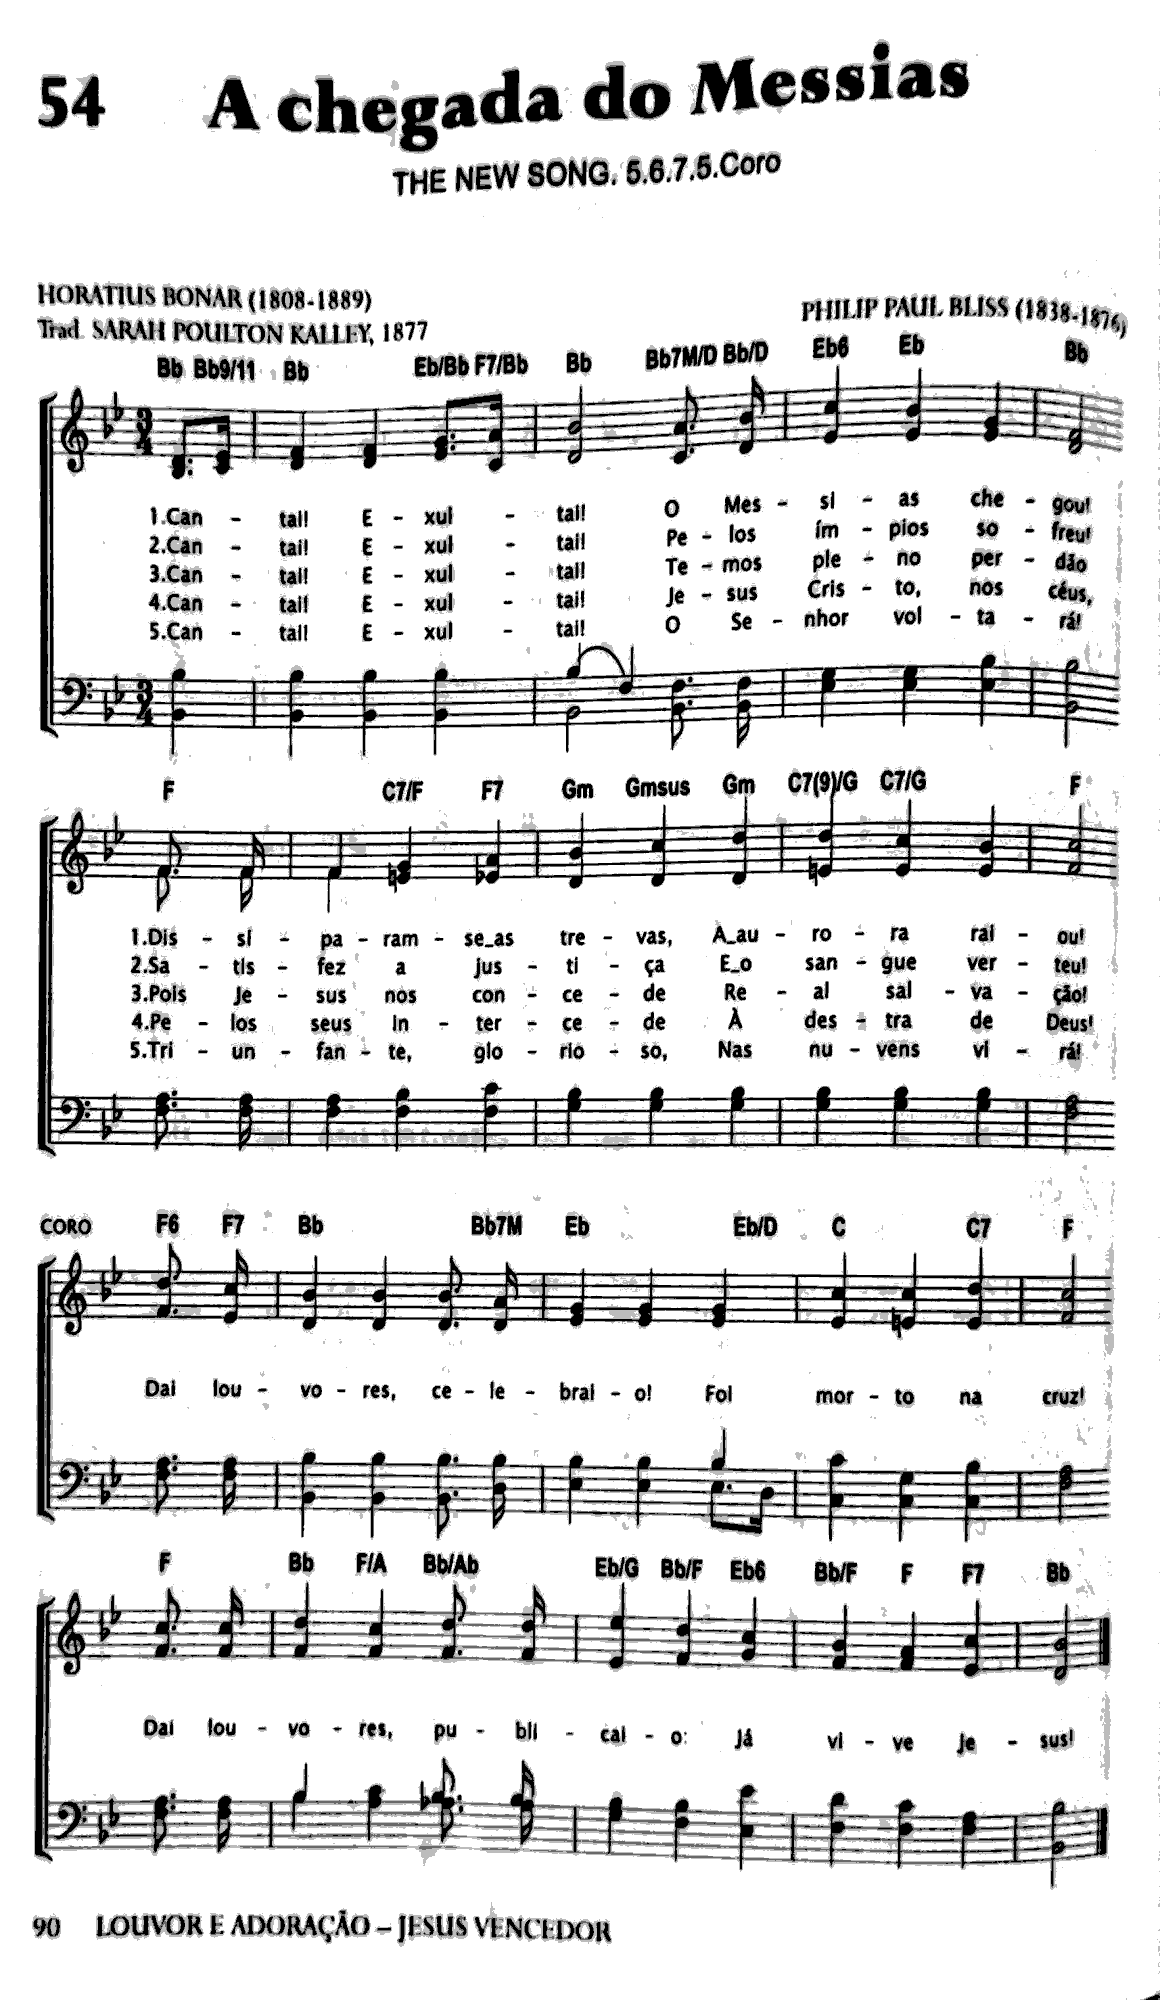 54 A chegada do Messias
THE NEW SONG. 5.6.7.5.Coro
HORATIUS BONAR (1808-1889)
Trad. SARAH POULTON KALLEY, 1877
PHILIP PAUL BLISS (1838-1876)
Bb Bb9/11 Bb Eb/Bb F7/Bb Bb Bb7M/D Bb/D Eb6 Eb Bb
3/4
1.Can - tai! E - xul - tai! O Mes - si - as che - gou!
2.Can - tai! E - xul - tai! Pe - los ím - pios so - freu!
3.Can - tai! E - xul - tai! Te - mos ple - no per - dão
4.Can - tai! E - xul - tai! Je - sus Cris - to, nos céus,
5.Can - tai! E - xul - tai! O Se - nhor vol - ta - rá!
3/4
F C7/F F7 Gm Gmsus Gm C7(9)/G C7/G F
1.Dis - si - pa - ram - se_as tre - vas, A_au - ro - ra rai - ou!
2.Sa - tis - fez a jus - ti - ça E_o san - gue ver - teu!
3.Pois Je - sus nos con - ce - de Re - al sal - va - ção!
4.Pe - los seus in - ter - ce - de À des - tra de Deus!
5.Tri - un - fan - te, glo - rio - so, Nas nu - vens vi - rá!
CORO F6 F7 Bb Bb7M Eb Eb/D C C7 F
Dai lou - vo - res, ce - le - brai - o! Foi mor - to na cruz!
F Bb F/A Bb/Ab Eb/G Bb/F Eb6 Bb/F F F7 Bb
Dai lou - vo - res, pu - bli - cai - o: Já vi - ve Je - sus!
90 LOUVOR E ADORAÇÃO – JESUS VENCEDOR